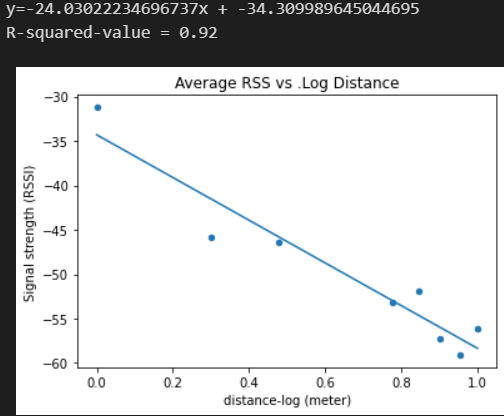 y=-24.03022234696737x + -34.309989645044695
R-squared-value = 0.92
Average RSS vs .Log Distance
Signal strength (RSSI)
−30
−35
−40
−45
−50
−55
−60
0.0 0.2 0.4 0.6 0.8 1.0
distance-log (meter)